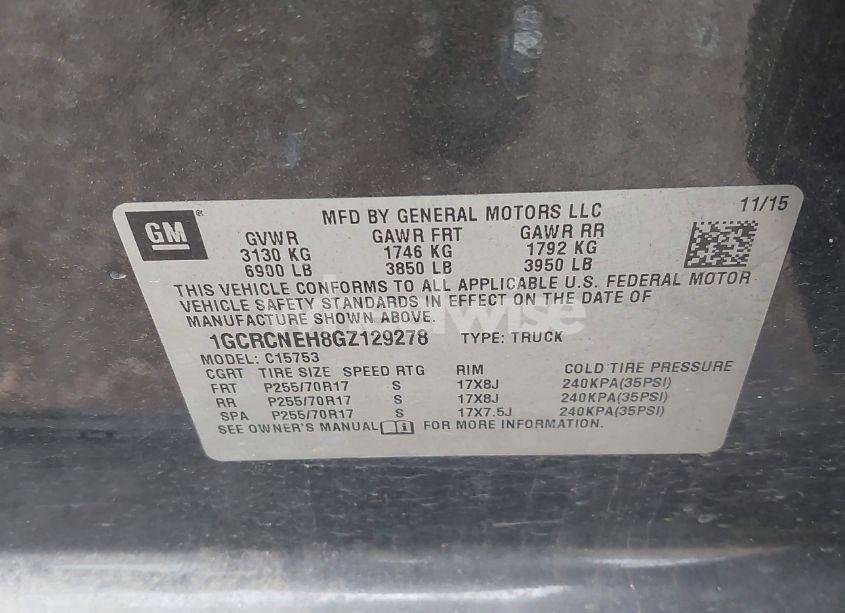 GM ®
MFD BY GENERAL MOTORS LLC 11/15
GVWR GAWR FRT GAWR RR
3130 KG 1746 KG 1792 KG
6900 LB 3850 LB 3950 LB
THIS VEHICLE CONFORMS TO ALL APPLICABLE U.S. FEDERAL MOTOR
VEHICLE SAFETY STANDARDS IN EFFECT ON THE DATE OF
MANUFACTURE SHOWN ABOVE.
1GCRCNEH8GZ129278 TYPE: TRUCK
MODEL: C15753
CGRT TIRE SIZE SPEED RTG RIM COLD TIRE PRESSURE
FRT P255/70R17 S 17X8J 240KPA(35PSI)
RR P255/70R17 S 17X8J 240KPA(35PSI)
SPA P255/70R17 S 17X7.5J 240KPA(35PSI)
SEE OWNER'S MANUAL i FOR MORE INFORMATION.